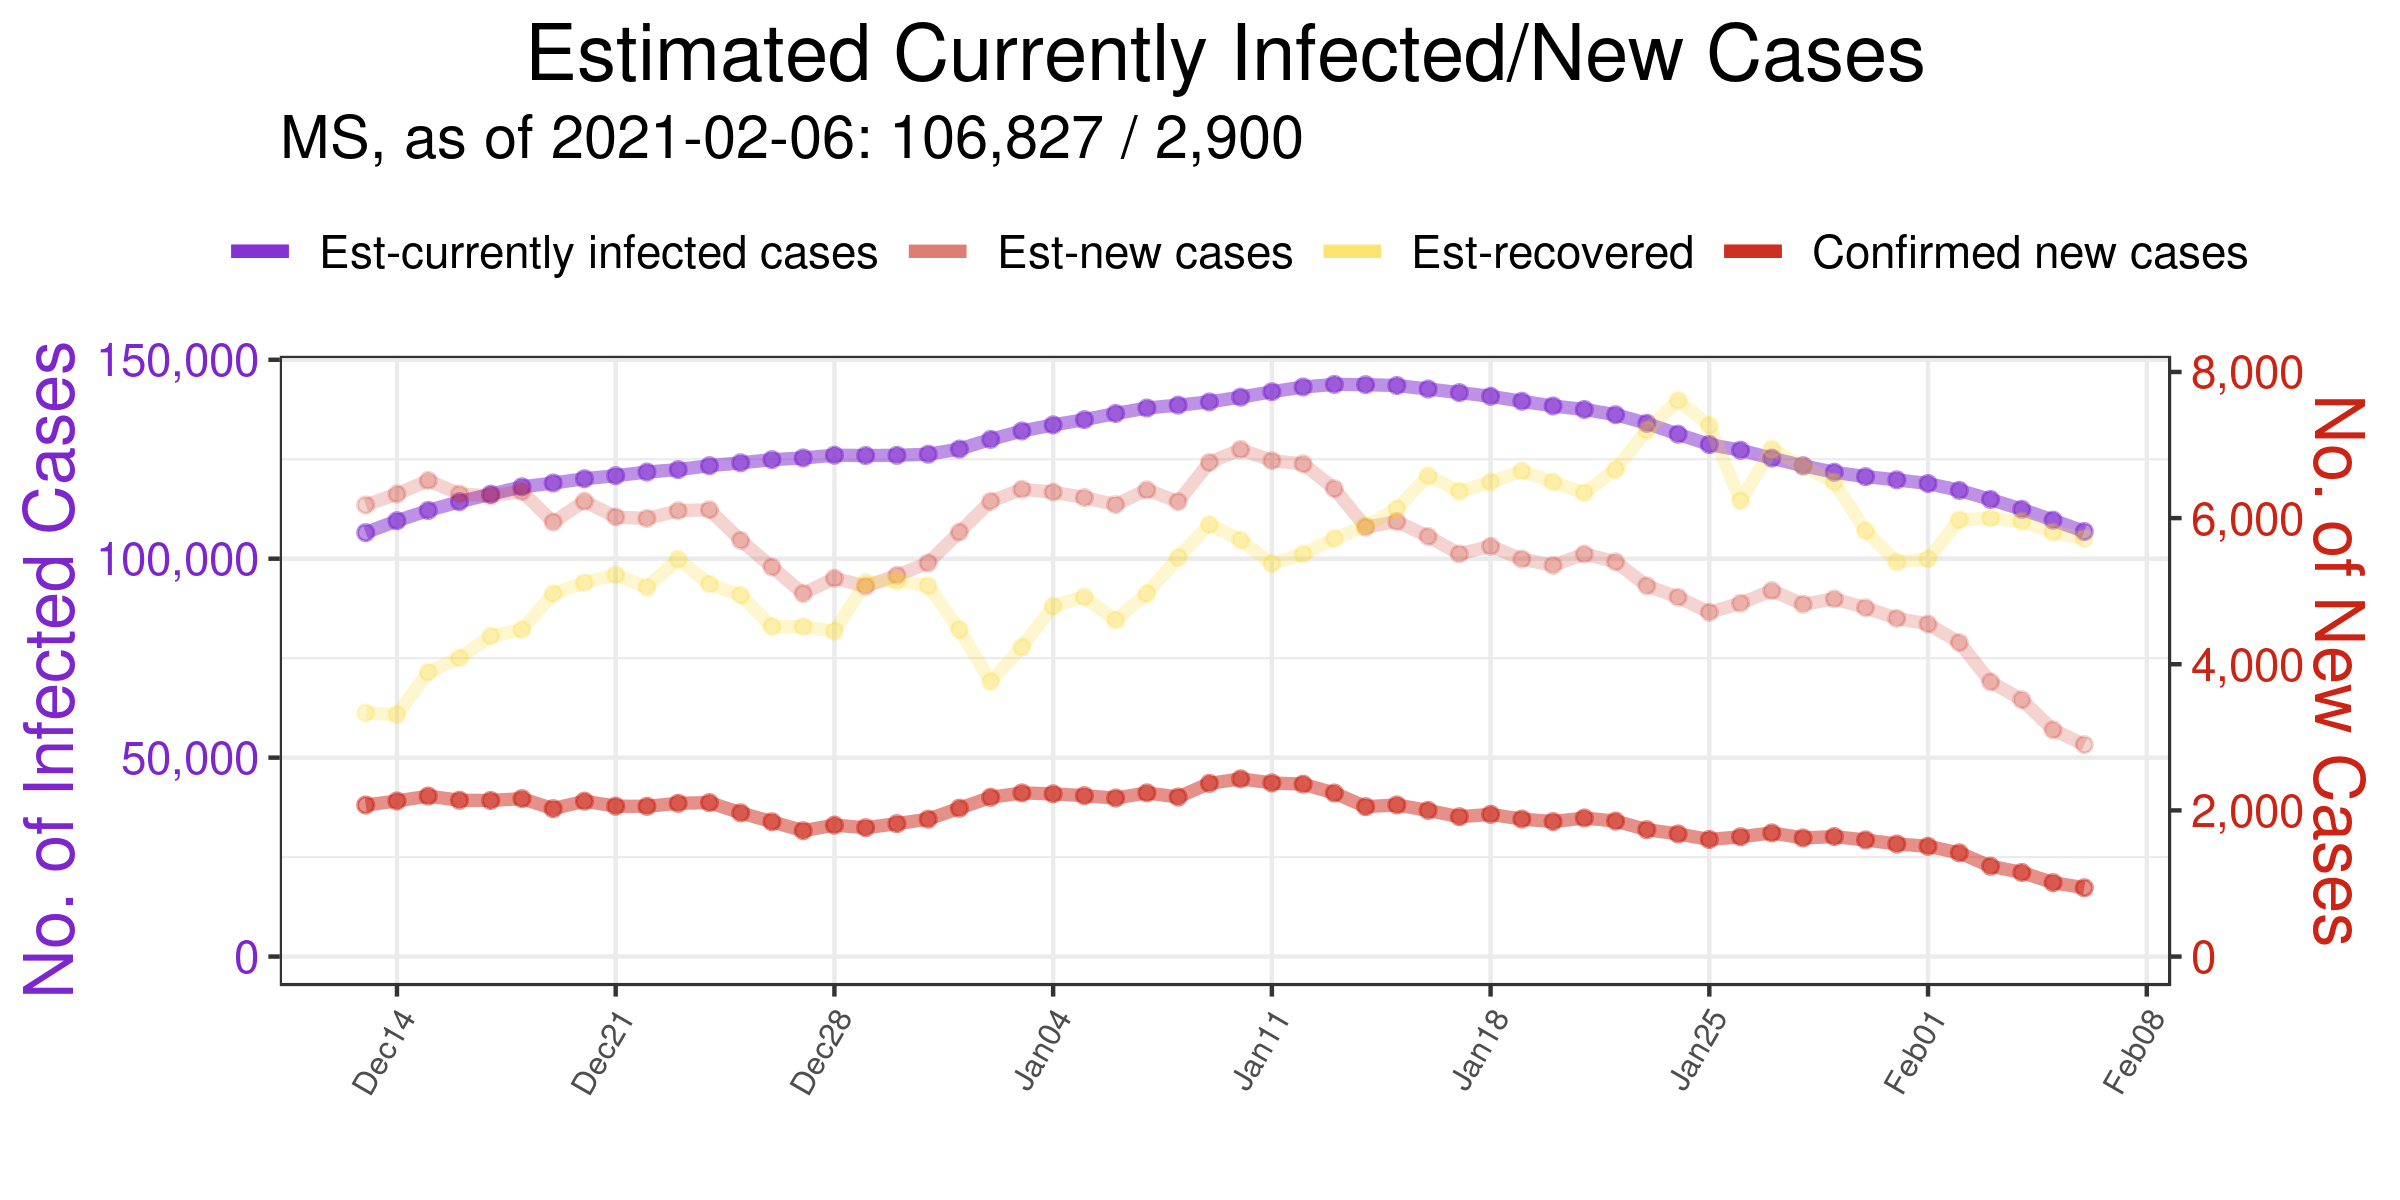 Estimated Currently Infected/New Cases
MS, as of 2021-02-06: 106,827 / 2,900
Est-currently infected cases Est-new cases Est-recovered Confirmed new cases
No. of Infected Cases
150,000
100,000
50,000
0
8,000
6,000
4,000
2,000
0
No. of New Cases
Dec14 Dec21 Dec28 Jan04 Jan11 Jan18 Jan25 Feb01 Feb08